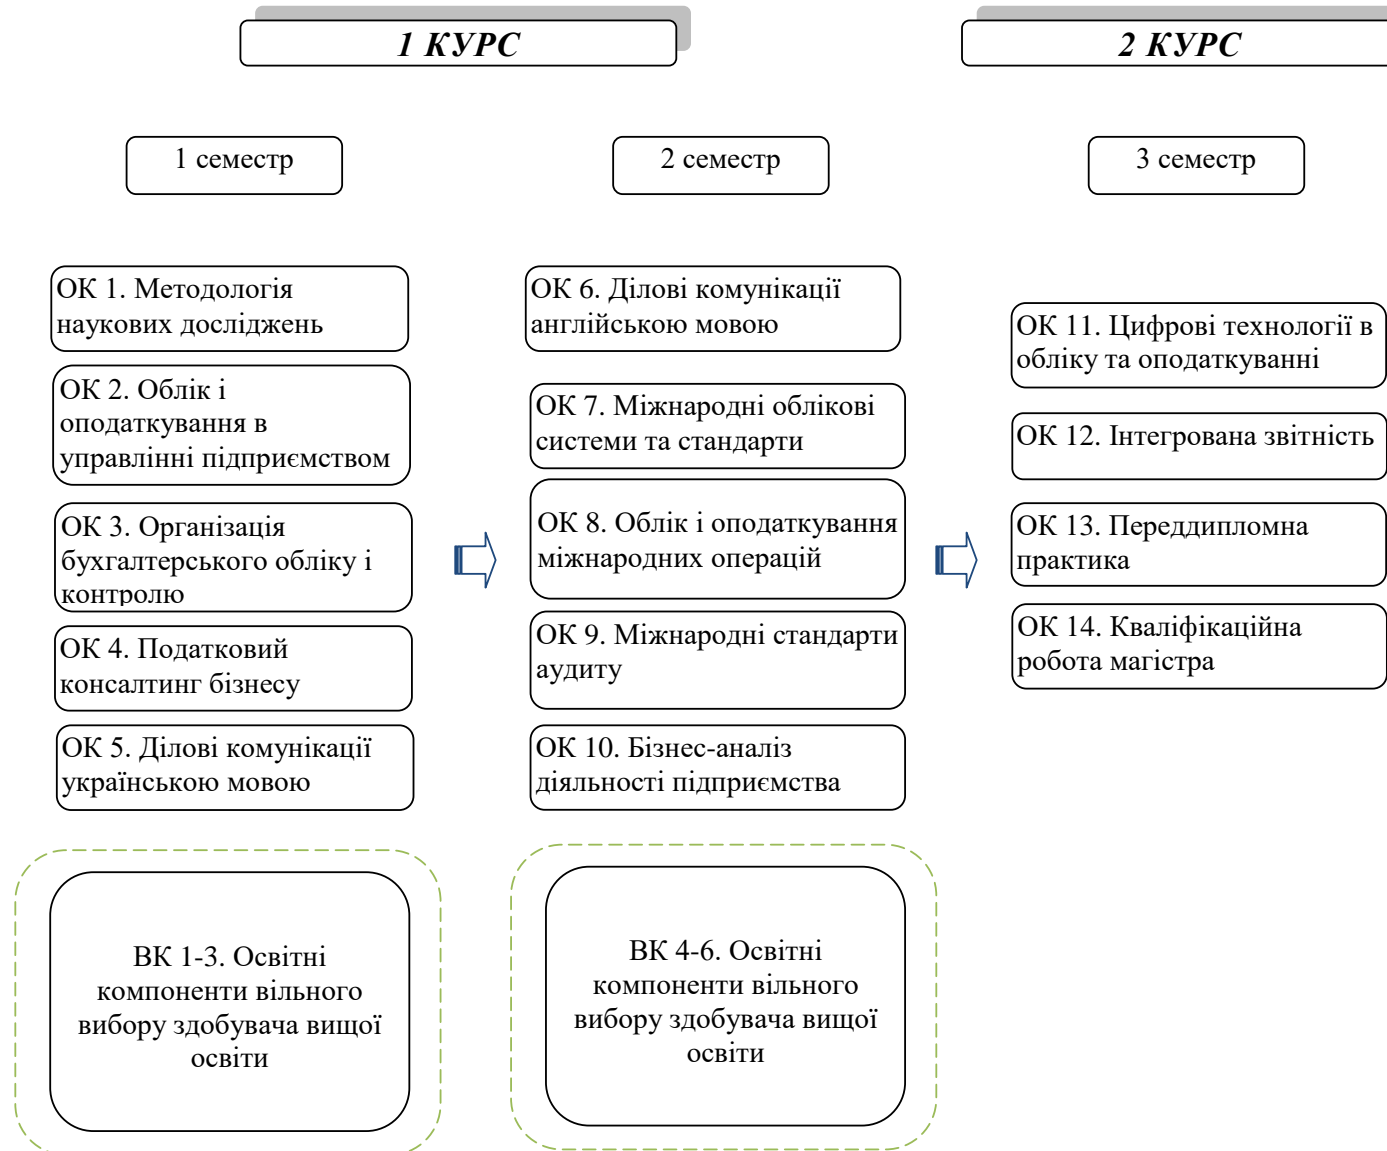 1 КУРС
2 КУРС
1 семестр
2 семестр
3 семестр
ОК 1. Методологія
наукових досліджень
ОК 2. Облік і
оподаткування в
управлінні підприємством
ОК 3. Організація
бухгалтерського обліку і
контролю
ОК 4. Податковий
консалтинг бізнесу
ОК 5. Ділові комунікації
українською мовою
ВК 1-3. Освітні
компоненти вільного
вибору здобувача вищої
освіти
ОК 6. Ділові комунікації
англійською мовою
ОК 7. Міжнародні облікові
системи та стандарти
ОК 8. Облік і оподаткування
міжнародних операцій
ОК 9. Міжнародні стандарти
аудиту
ОК 10. Бізнес-аналіз
діяльності підприємства
ВК 4-6. Освітні
компоненти вільного
вибору здобувача вищої
освіти
ОК 11. Цифрові технології в
обліку та оподаткуванні
ОК 12. Інтегрована звітність
ОК 13. Переддипломна
практика
ОК 14. Кваліфікаційна
робота магістра